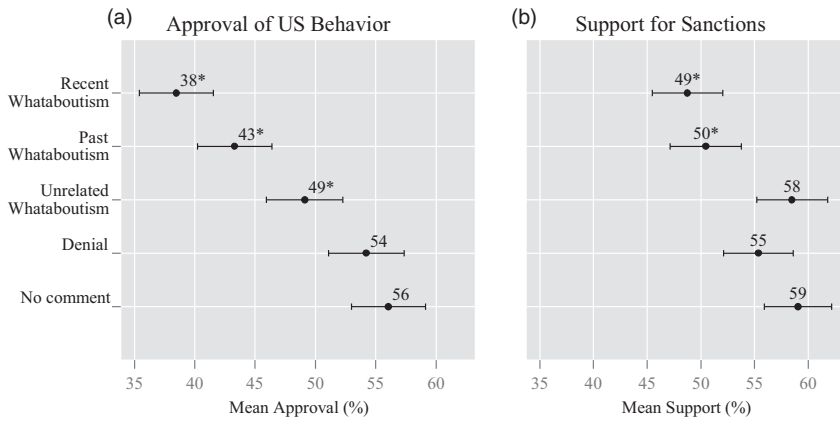 (a)
Approval of US Behavior
(b)
Support for Sanctions
Recent
Whataboutism
Past
Whataboutism
Unrelated
Whataboutism
Denial
No comment
38*
43*
49*
54
56
49*
50*
58
55
59
35 40 45 50 55 60
35 40 45 50 55 60
Mean Approval (%)
Mean Support (%)